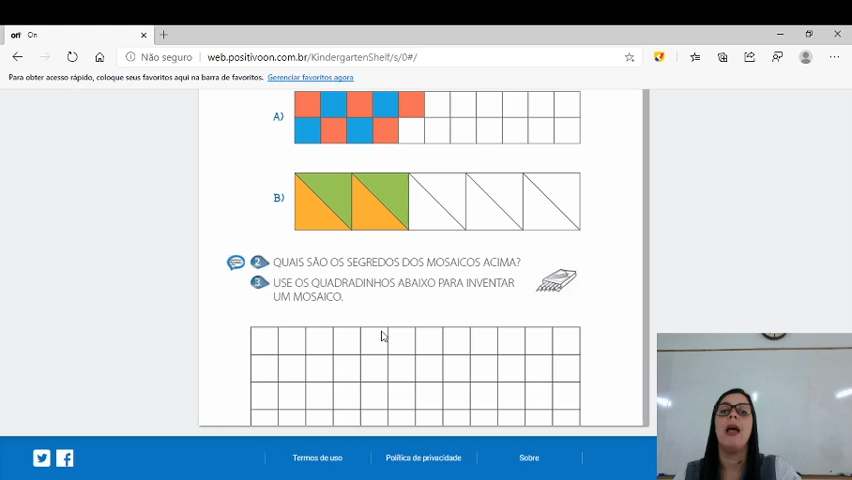 on On
Não seguro web.positivoon.com.br/KindergartenShelf/s/0#/
Para obter acesso rápido, coloque seus favoritos aqui na barra de favoritos. Gerenciar favoritos agora
A)
B)
2 QUAIS SÃO OS SEGREDOS DOS MOSAICOS ACIMA?
3 USE OS QUADRADINHOS ABAIXO PARA INVENTAR
UM MOSAICO.
Termos de uso Política de privacidade Sobre